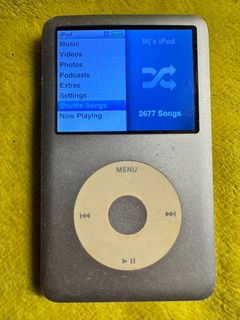 iPod
Music
Videos
Photos
Podcasts
Extras
Settings
Shuffle Songs
Now Playing
Mj's iPod
2677 Songs
MENU